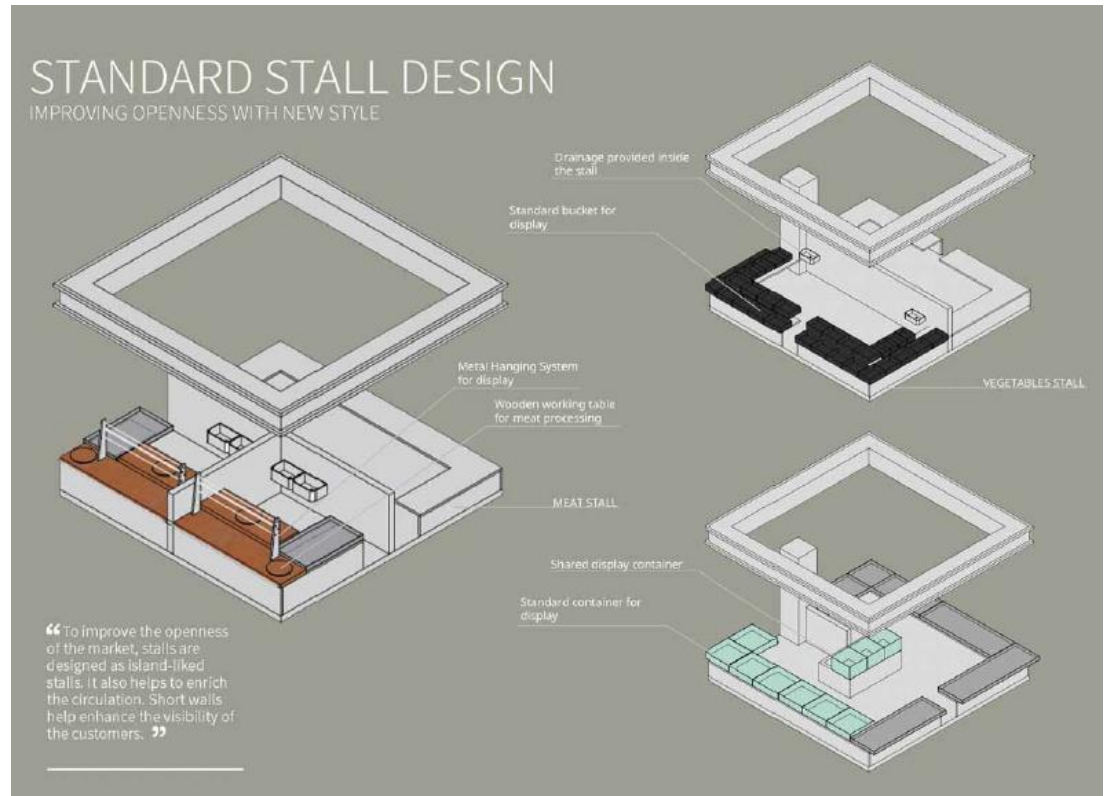 STANDARD STALL DESIGN
IMPROVING OPENNESS WITH NEW STYLE
Drainage provided inside
the stall
Standard bucket for
display
VEGETABLES STALL
Metal Hanging System
for display
Wooden working table
for meat processing
MEAT STALL
Shared display container
Standard container for
display
“ To improve the openness
of the market, stalls are
designed as island-liked
stalls. It also helps to enrich
the circulation. Short walls
help enhance the visibility of
the customers. ”